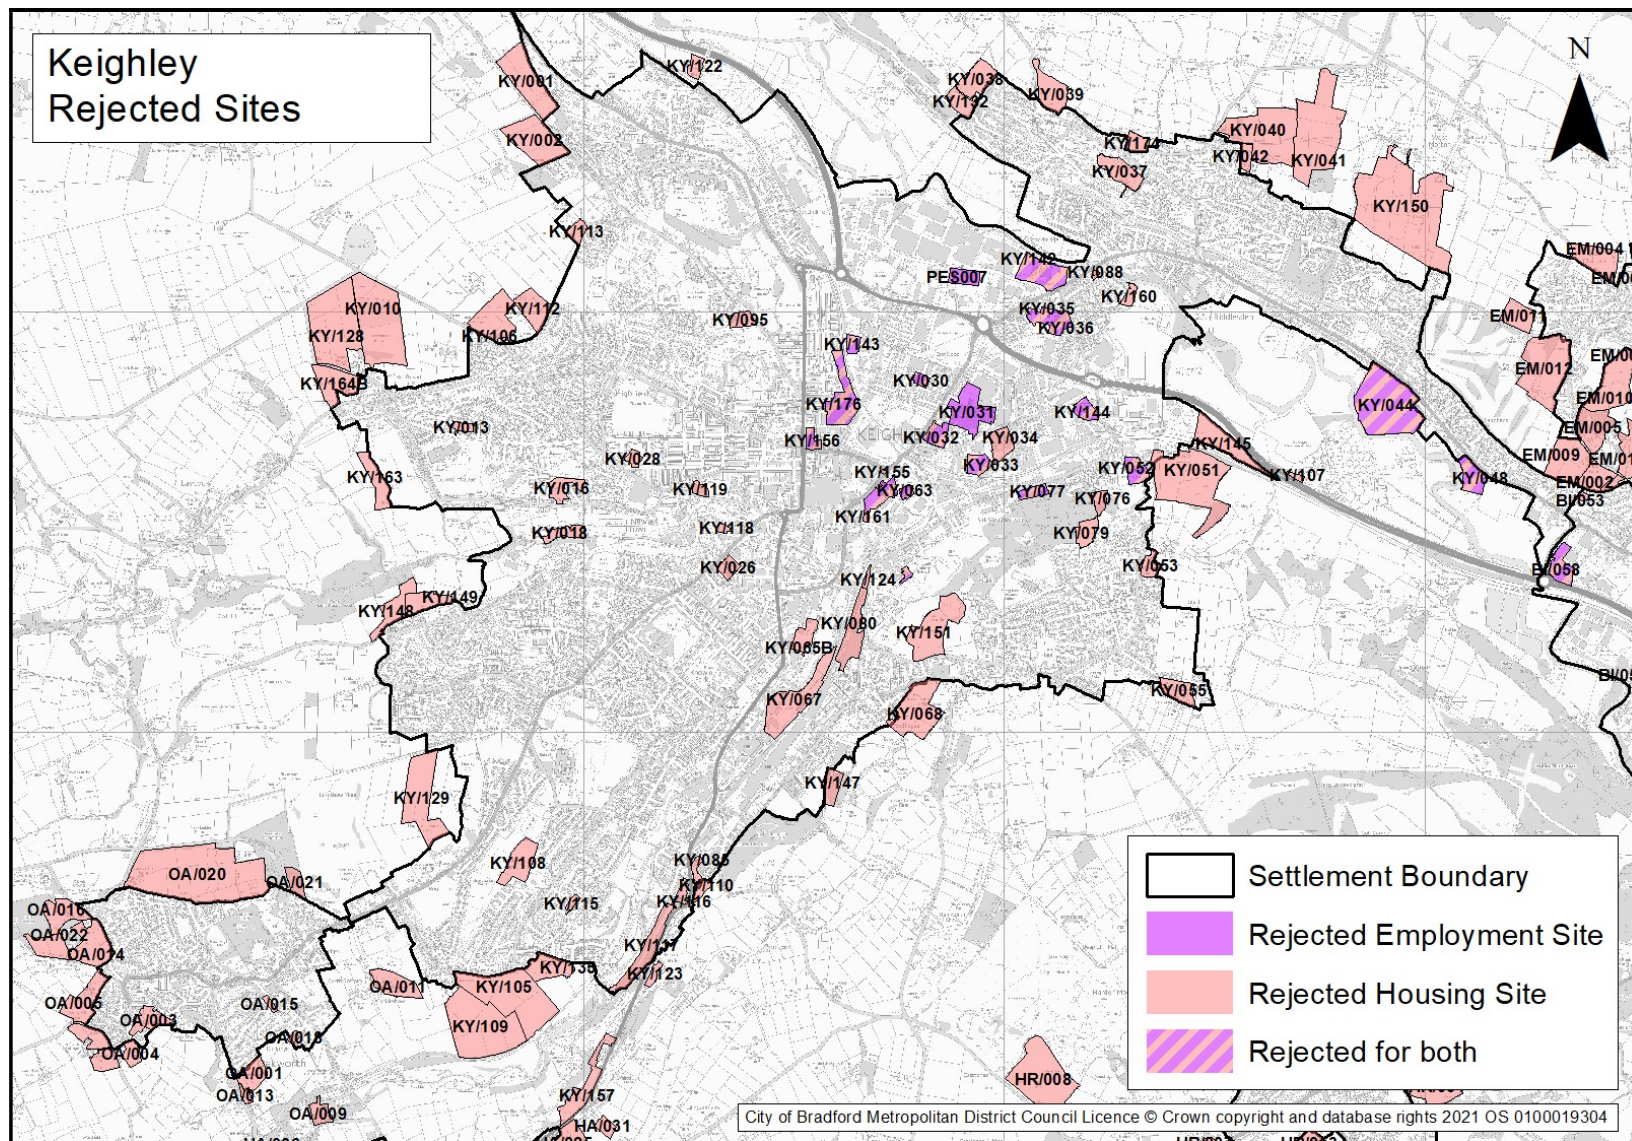 Keighley
Rejected Sites
N
KY/001
KY/122
KY/038
KY/132
KY/039
KY/002
KY/174
KY/040
KY/042
KY/041
KY/037
KY/150
KY/113
EM/004
KY/142
PES007
KY/088
KY/010
KY/112
KY/160
KY/035
KY/036
KY/095
EM/011
KY/128
KY/106
KY/143
EM/012
KY/164B
KY/030
KY/176
KY/031
KY/144
KY/044
EM/010
KY/013
KY/156
KY/032
KY/034
KY/145
EM/005
KEIGHLEY
KY/028
KY/033
KY/052
KY/051
EM/009
KY/163
KY/155
KY/107
KY/048
EM/002
KY/016
KY/119
KY/063
KY/077
KY/076
BI/053
KY/161
KY/018
KY/118
KY/079
KY/026
KY/124
KY/053
BI/058
KY/149
KY/148
KY/080
KY/151
KY/065B
KY/067
KY/055
KY/068
KY/147
KY/129
KY/108
KY/085
OA/020
OA/021
KY/110
KY/115
KY/116
OA/016
OA/022
OA/014
KY/117
KY/135
KY/123
OA/011
KY/105
OA/005
OA/015
OA/003
KY/109
OA/018
OA/004
OA/001
OA/013
HR/008
KY/157
OA/009
HA/031
Settlement Boundary
Rejected Employment Site
Rejected Housing Site
Rejected for both
City of Bradford Metropolitan District Council Licence © Crown copyright and database rights 2021 OS 0100019304